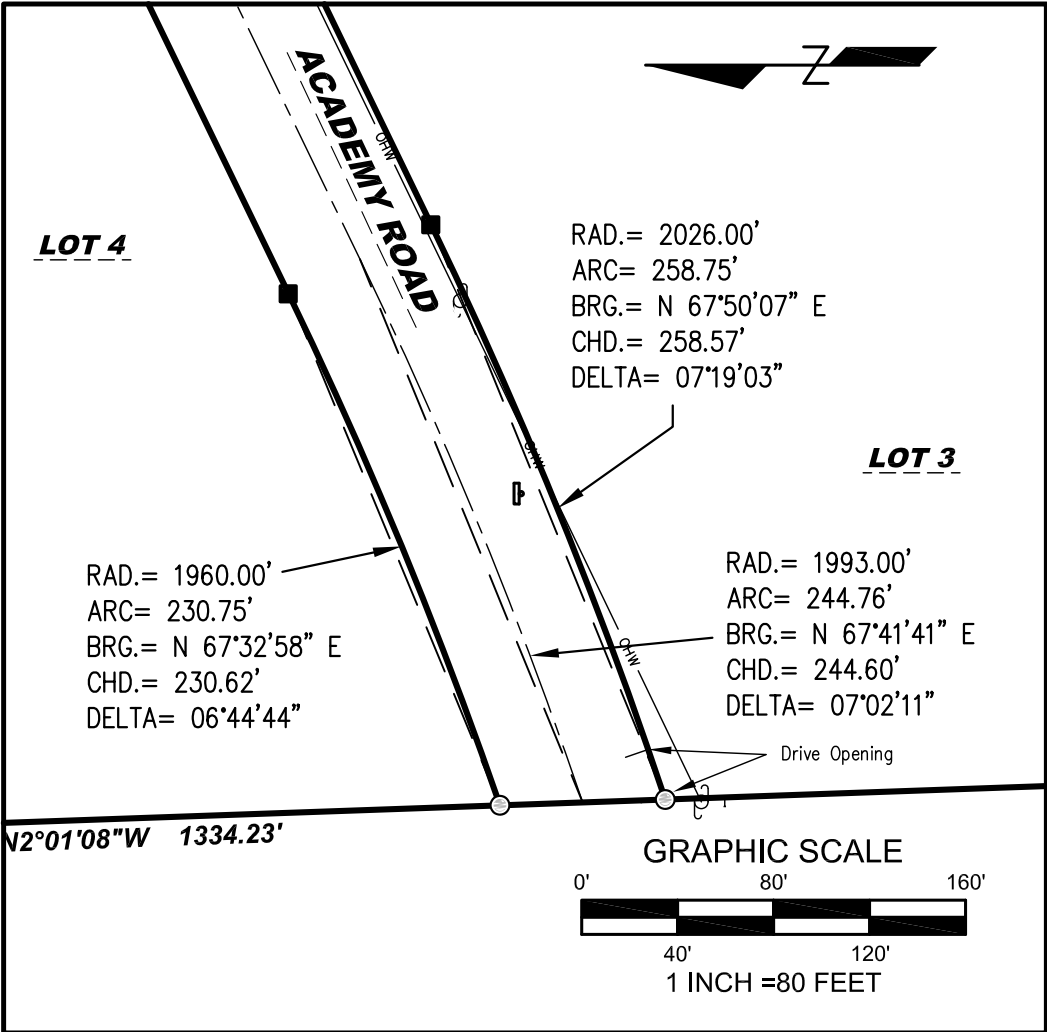 ACADEMY ROAD
Z
OHW
LOT 4
RAD.= 2026.00'
ARC= 258.75'
BRG.= N 67°50'07" E
CHD.= 258.57'
DELTA= 07°19'03"
OHW
LOT 3
RAD.= 1960.00'
ARC= 230.75'
BRG.= N 67°32'58" E
CHD.= 230.62'
DELTA= 06°44'44"
RAD.= 1993.00'
ARC= 244.76'
BRG.= N 67°41'41" E
CHD.= 244.60'
DELTA= 07°02'11"
OHW
Drive Opening
N2°01'08"W 1334.23'
GRAPHIC SCALE
0' 80' 160'
40' 120'
1 INCH =80 FEET